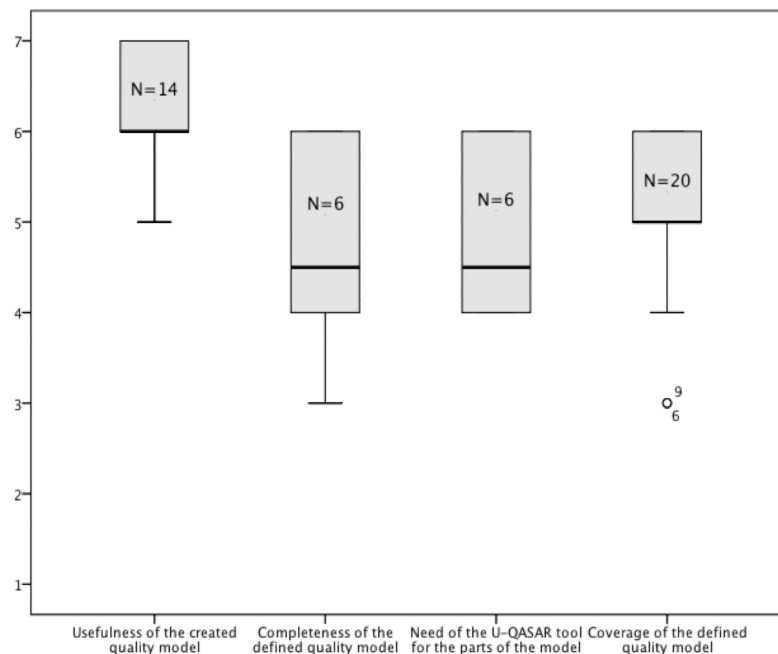 7
6
5
4
3
2
1
N=14
N=6
N=6
N=20
9
6
Usefulness of the created
quality model
Completeness of the
defined quality model
Need of the U-QASAR tool
for the parts of the model
Coverage of the defined
quality model